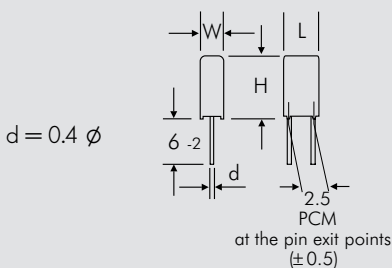 W
L
H
d = 0.4 ϕ
6 -2
d
2.5
PCM
at the pin exit points
(±0.5)